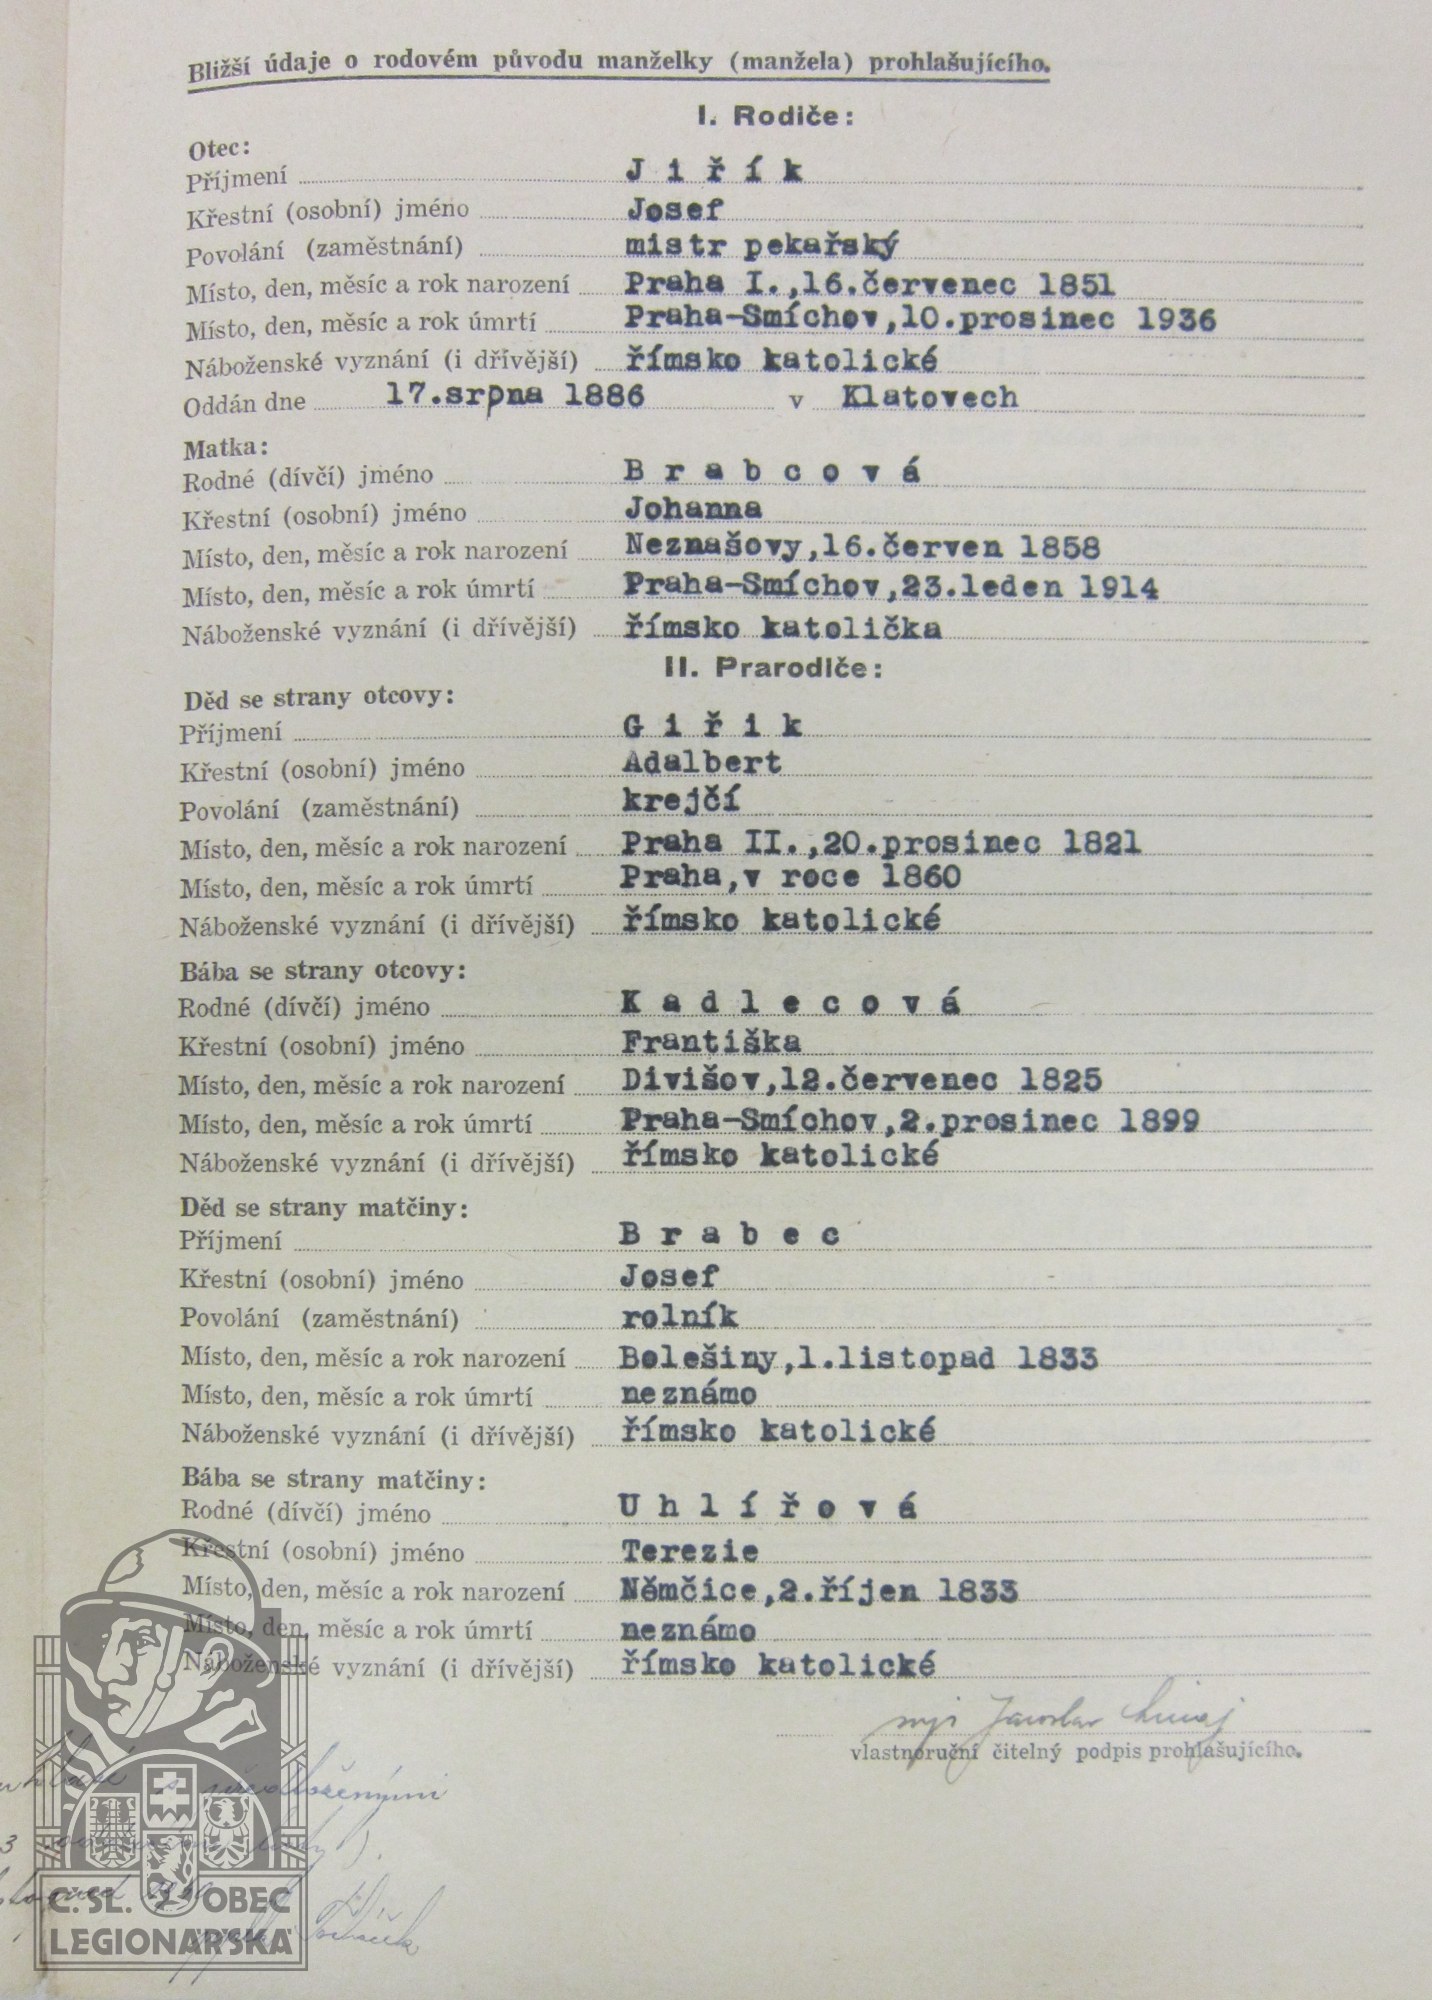 Bližší údaje o rodovém původu manželky (manžela) prohlašujícího.
I. Rodiče:
Otec:
Příjmení J i ř í k
Křestní (osobní) jméno Josef
Povolání (zaměstnání) mistr pekařský
Místo, den, měsíc a rok narození Praha I.,16.červenec 1851
Místo, den, měsíc a rok úmrtí Praha-Smíchov,10.prosinec 1936
Náboženské vyznání (i dřívější) římsko katolické
Oddán dne 17.srpna 1886 v Klatovech
Matka:
Rodné (dívčí) jméno B r a b c o v á
Křestní (osobní) jméno Johanna
Místo, den, měsíc a rok narození Neznašovy,16.červen 1858
Místo, den, měsíc a rok úmrtí Praha-Smíchov,23.leden 1914
Náboženské vyznání (i dřívější) římsko katolička
II. Prarodiče:
Děd se strany otcovy:
Příjmení G i ř i k
Křestní (osobní) jméno Adalbert
Povolání (zaměstnání) krejčí
Místo, den, měsíc a rok narození Praha II.,20.prosinec 1821
Místo, den, měsíc a rok úmrtí Praha,v roce 1860
Náboženské vyznání (i dřívější) římsko katolické
Bába se strany otcovy:
Rodné (dívčí) jméno K a d l e c o v á
Křestní (osobní) jméno Františka
Místo, den, měsíc a rok narození Divišov,12.červenec 1825
Místo, den, měsíc a rok úmrtí Praha-Smíchov,2.prosinec 1899
Náboženské vyznání (i dřívější) římsko katolické
Děd se strany matčiny:
Příjmení B r a b e c
Křestní (osobní) jméno Josef
Povolání (zaměstnání) rolník
Místo, den, měsíc a rok narození Bolešiny,1.listopad 1833
Místo, den, měsíc a rok úmrtí neznámo
Náboženské vyznání (i dřívější) římsko katolické
Bába se strany matčiny:
Rodné (dívčí) jméno U h l í ř o v á
Křestní (osobní) jméno Terezie
Místo, den, měsíc a rok narození Němčice,2.říjen 1833
Místo, den, měsíc a rok úmrtí neznámo
Náboženské vyznání (i dřívější) římsko katolické
Jaroslav
vlastnoruční čitelný podpis prohlašujícího.
s předloženými
Č. SL. OBEC
LEGIONÁŘSKÁ